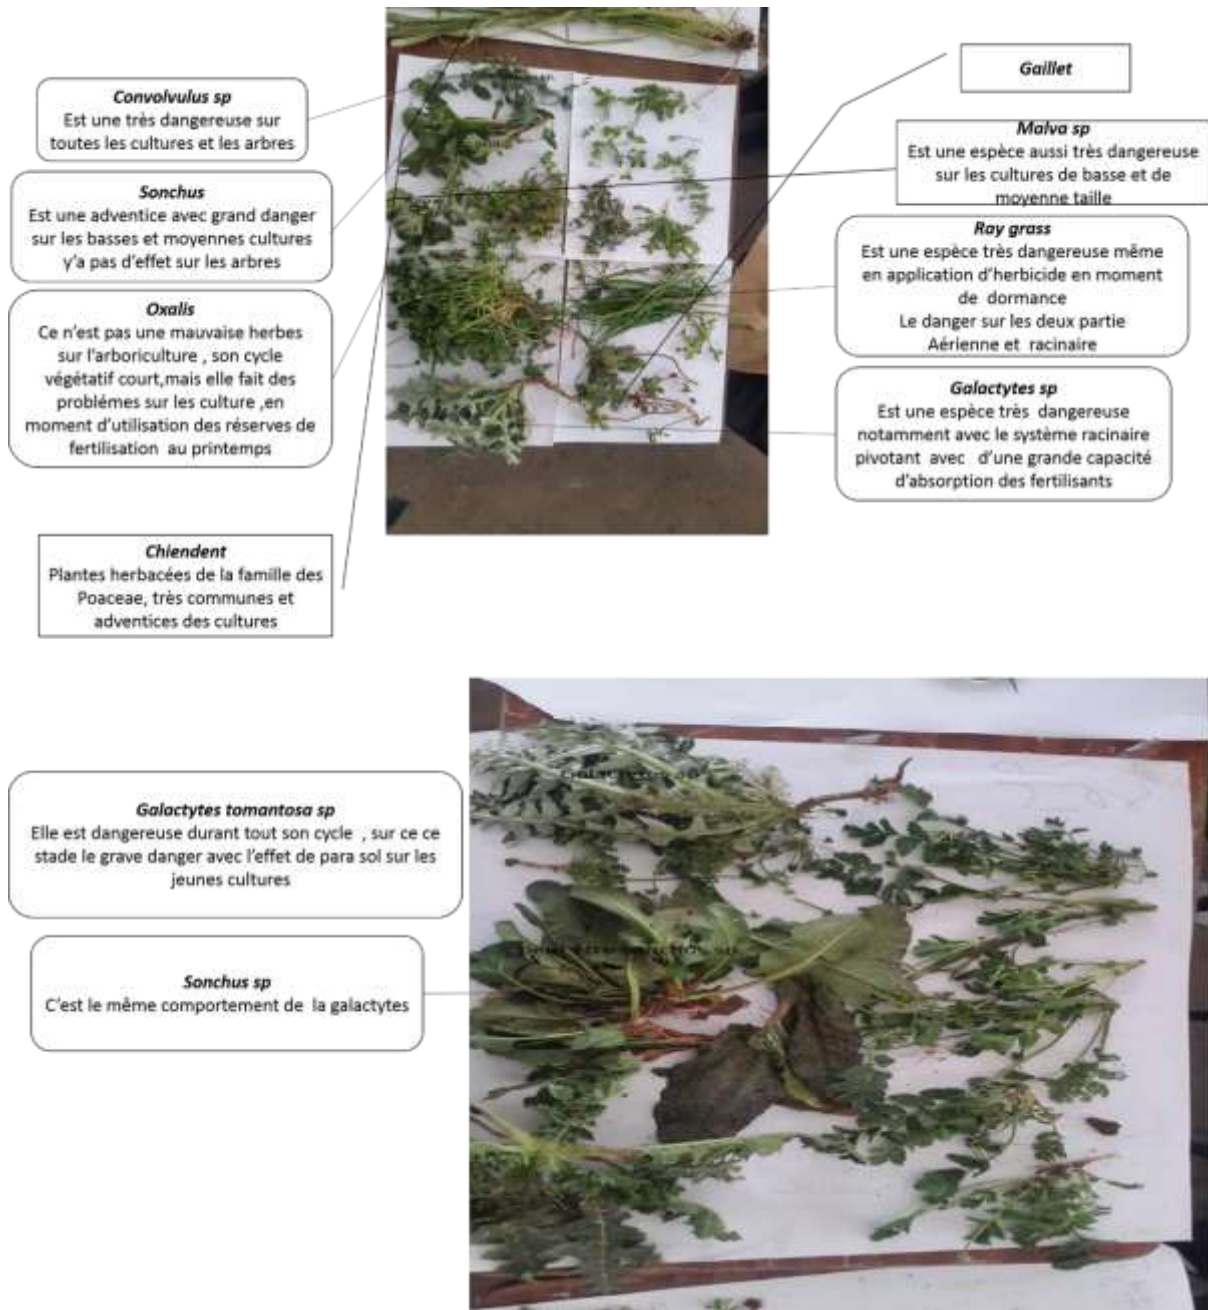 Convolvulus sp
Est une très dangereuse sur
toutes les cultures et les arbres
Sonchus
Est une adventice avec grand danger
sur les basses et moyennes cultures
y'a pas d'effet sur les arbres
Oxalis
Ce n'est pas une mauvaise herbes
sur l'arboriculture , son cycle
végétatif court,mais elle fait des
problémes sur les culture ,en
moment d'utilisation des réserves de
fertilisation au printemps
Chiendent
Plantes herbacées de la famille des
Poaceae, très communes et
adventices des cultures
Gaillet
Malva sp
Est une espèce aussi très dangereuse
sur les cultures de basse et de
moyenne taille
Ray grass
Est une espèce très dangereuse même
en application d'herbicide en moment
de dormance
Le danger sur les deux partie
Aérienne et racinaire
Galactytes sp
Est une espèce très dangereuse
notamment avec le système racinaire
pivotant avec d'une grande capacité
d'absorption des fertilisants
Galactytes tomantosa sp
Elle est dangereuse durant tout son cycle , sur ce ce
stade le grave danger avec l'effet de para sol sur les
jeunes cultures
Sonchus sp
C'est le même comportement de la galactytes
Galactytes sp